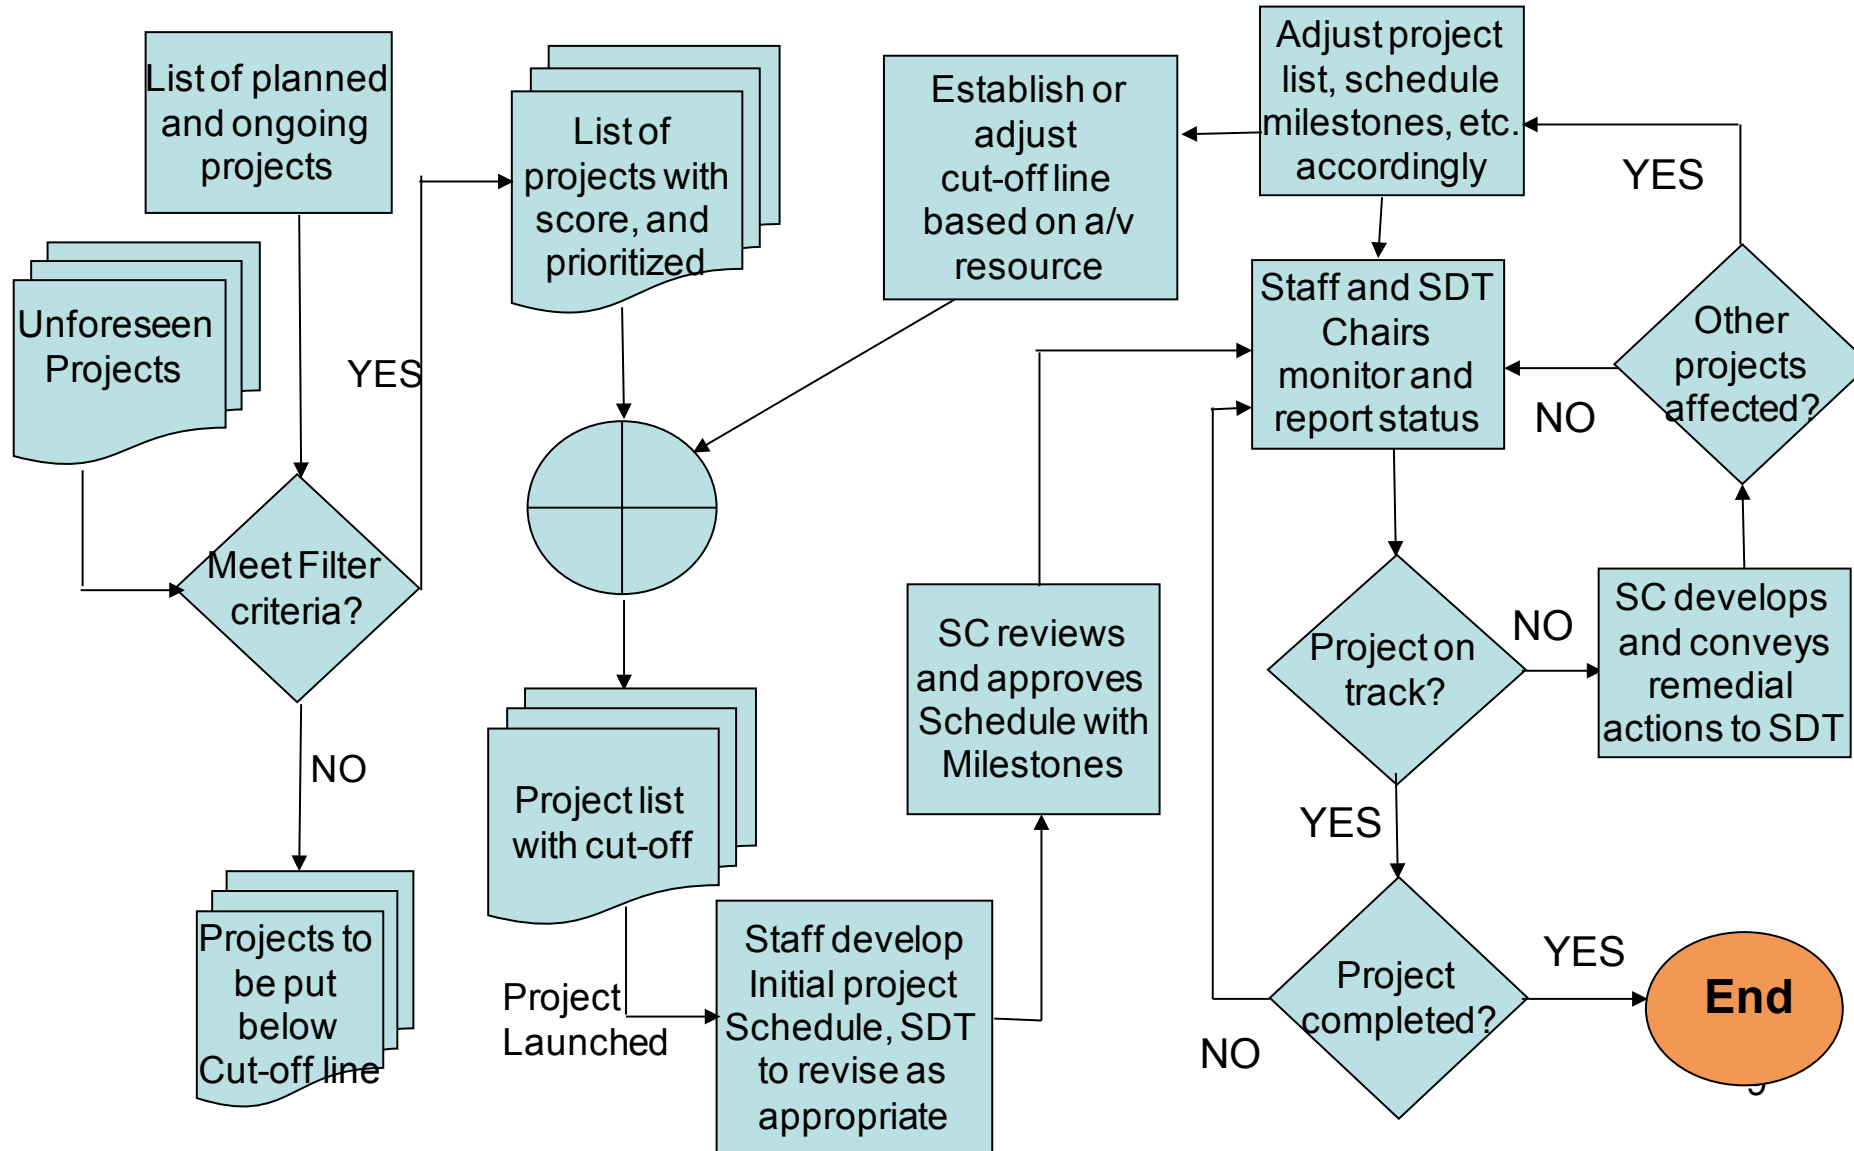 List of planned
and ongoing
projects
Unforeseen
Projects
Meet Filter
criteria?
YES
NO
Projects to
be put
below
Cut-off line
List of
projects with
score, and
prioritized
Project list
with cut-off
Project
Launched
Staff develop
Initial project
Schedule, SDT
to revise as
appropriate
SC reviews
and approves
Schedule with
Milestones
Establish or
adjust
cut-off line
based on a/v
resource
Adjust project
list, schedule
milestones, etc.
accordingly
Staff and SDT
Chairs
monitor and
report status
Project on
track?
NO
YES
SC develops
and conveys
remedial
actions to SDT
Other
projects
affected?
YES
NO
Project
completed?
NO
YES
End